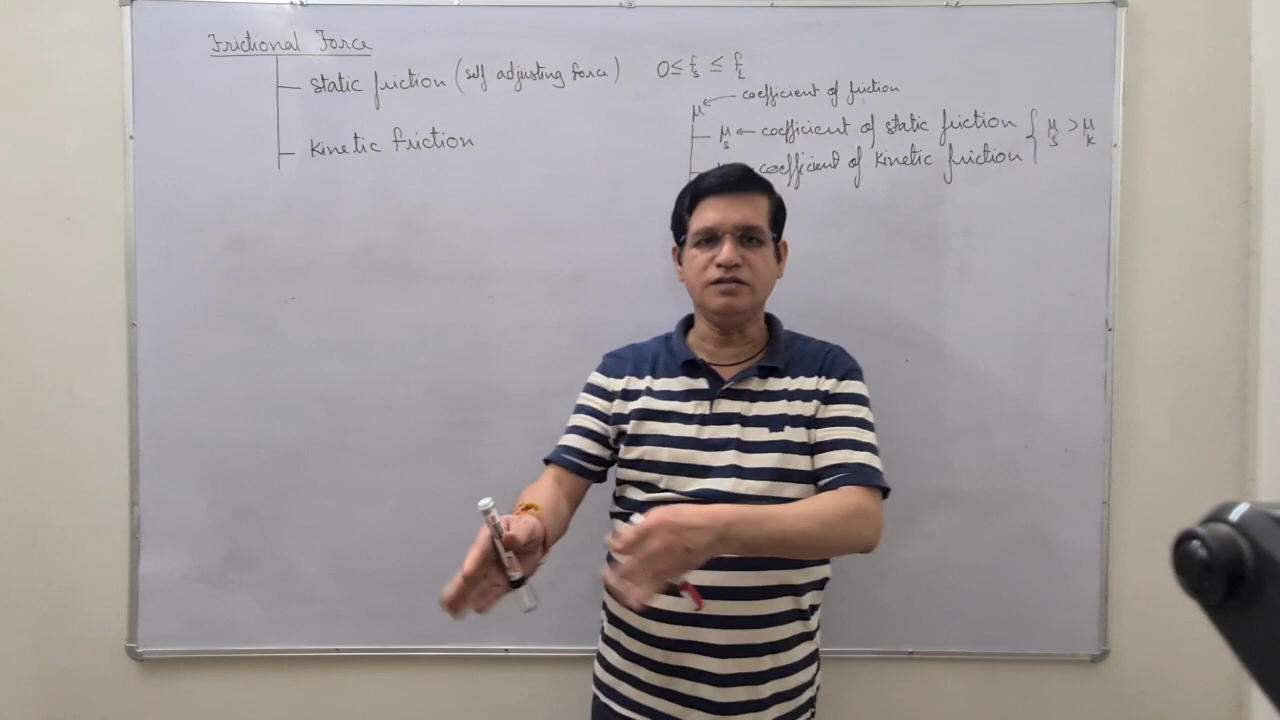 Frictional Force
static friction (self adjusting force) 0 ≤ fs ≤ fL
μ ← coefficient of friction
μs ← coefficient of static friction } μs > μk
Kinetic friction
coefficient of kinetic friction